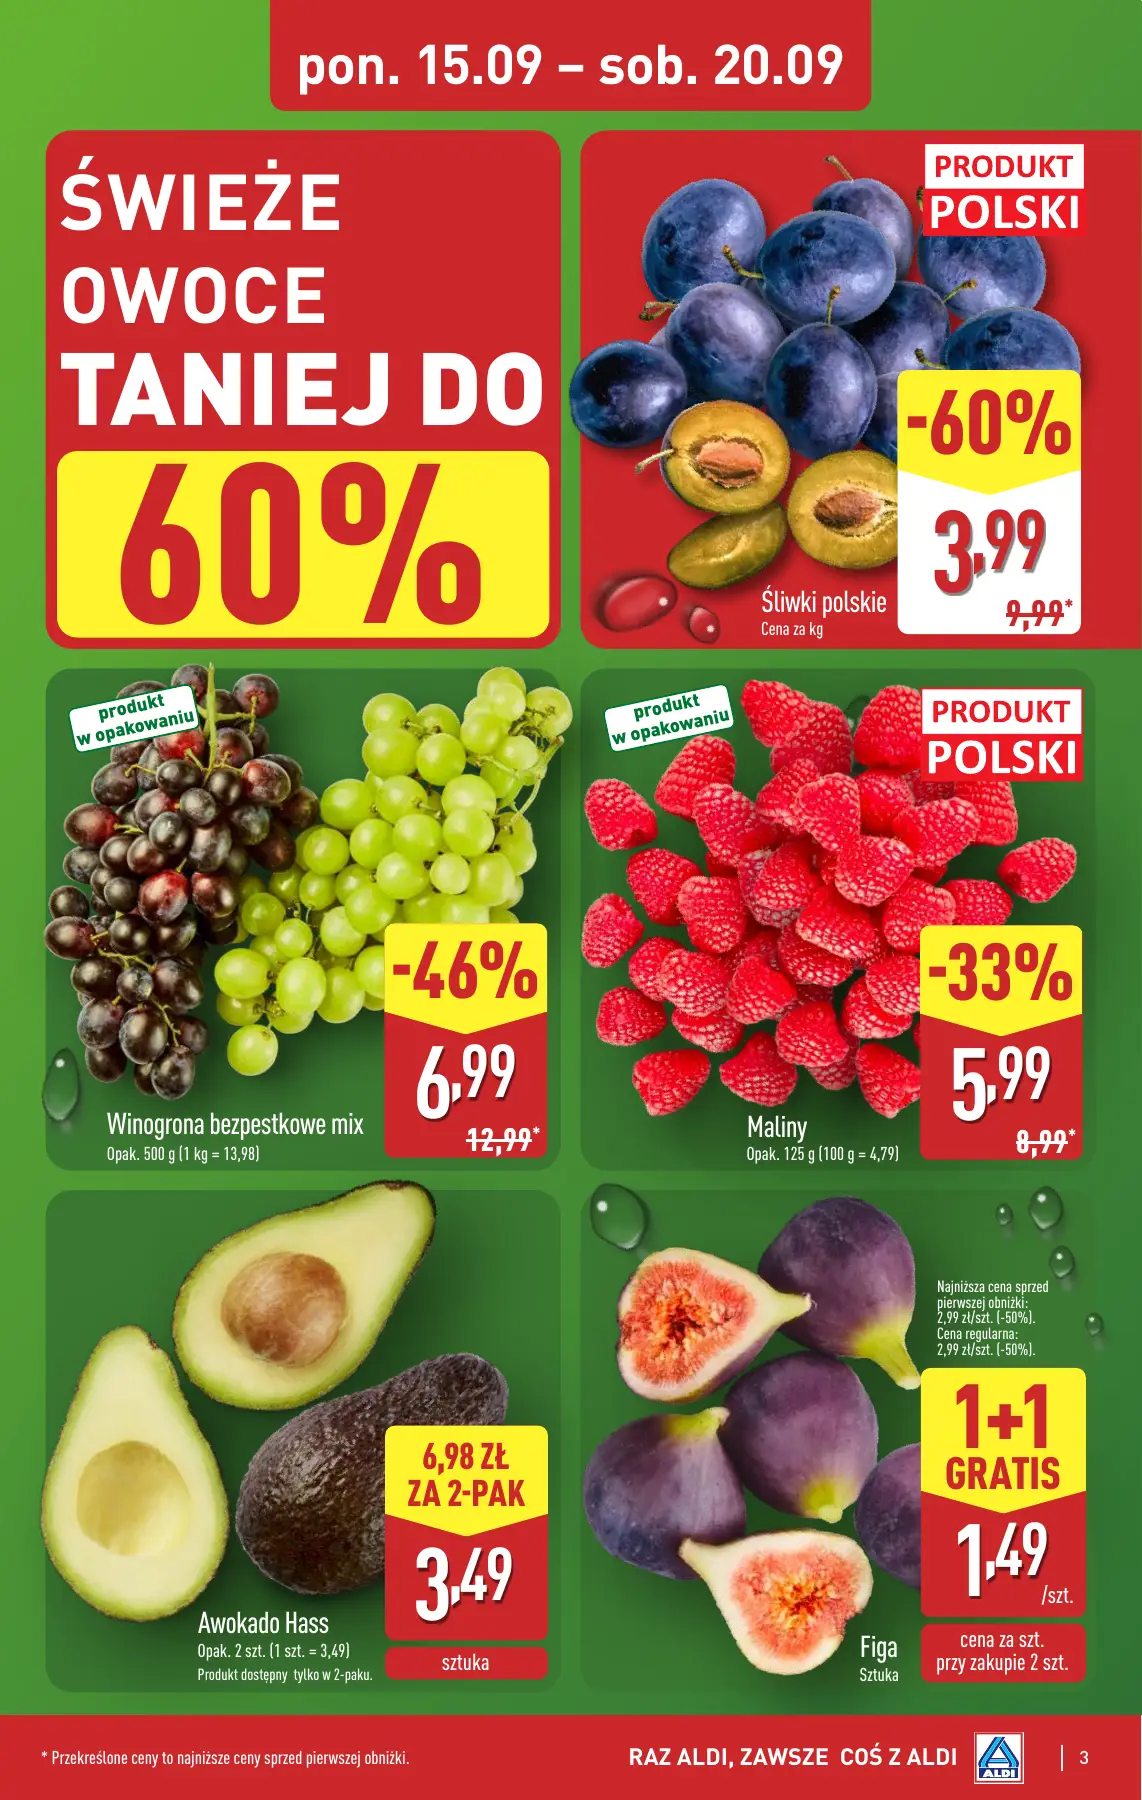 pon. 15.09 – sob. 20.09
ŚWIEŻE
OWOCE
TANIEJ DO
60%
PRODUKT
POLSKI
-60%
3,99
9,99*
Śliwki polskie
Cena za kg
produkt
w opakowaniu
-46%
6,99
12,99*
Winogrona bezpestkowe mix
Opak. 500 g (1 kg = 13,98)
produkt
w opakowaniu
PRODUKT
POLSKI
-33%
5,99
8,99*
Maliny
Opak. 125 g (100 g = 4,79)
6,98 ZŁ
ZA 2-PAK
3,49
sztuka
Awokado Hass
Opak. 2 szt. (1 szt. = 3,49)
Produkt dostępny tylko w 2-paku.
Najniższa cena sprzed
pierwszej obniżki:
2,99 zł/szt. (-50%).
Cena regularna:
2,99 zł/szt. (-50%).
1+1
GRATIS
1,49
/szt.
cena za szt.
przy zakupie 2 szt.
Figa
Sztuka
* Przekreślone ceny to najniższe ceny sprzed pierwszej obniżki.
RAZ ALDI, ZAWSZE COŚ Z ALDI
ALDI
3